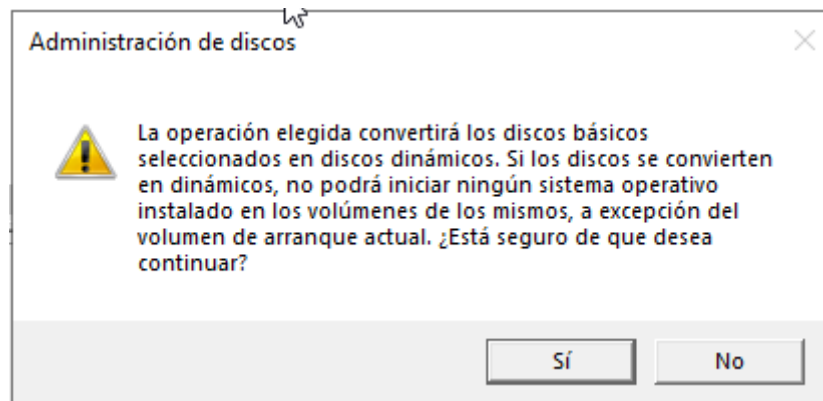 Administración de discos
La operación elegida convertirá los discos básicos
seleccionados en discos dinámicos. Si los discos se convierten
en dinámicos, no podrá iniciar ningún sistema operativo
instalado en los volúmenes de los mismos, a excepción del
volumen de arranque actual. ¿Está seguro de que desea
continuar?
Sí
No